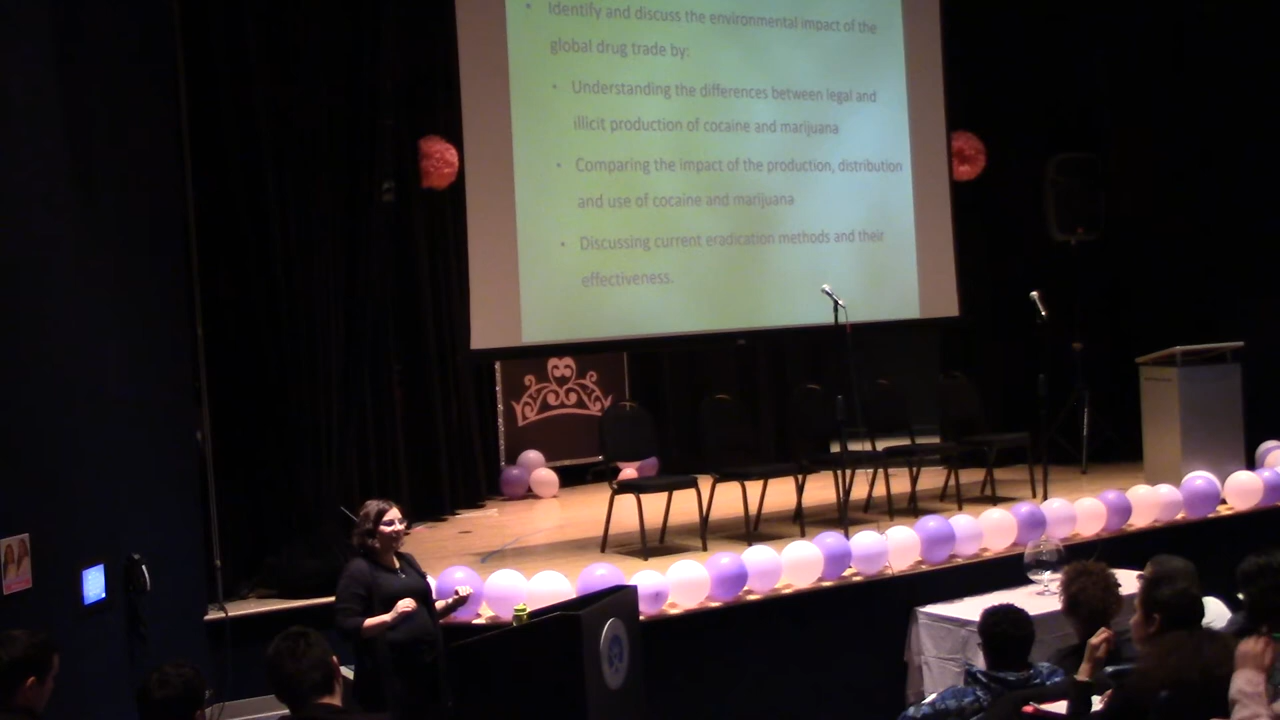 • Identify and discuss the environmental impact of the
global drug trade by:
• Understanding the differences between legal and
illicit production of cocaine and marijuana
• Comparing the impact of the production, distribution
and use of cocaine and marijuana
• Discussing current eradication methods and their
effectiveness.